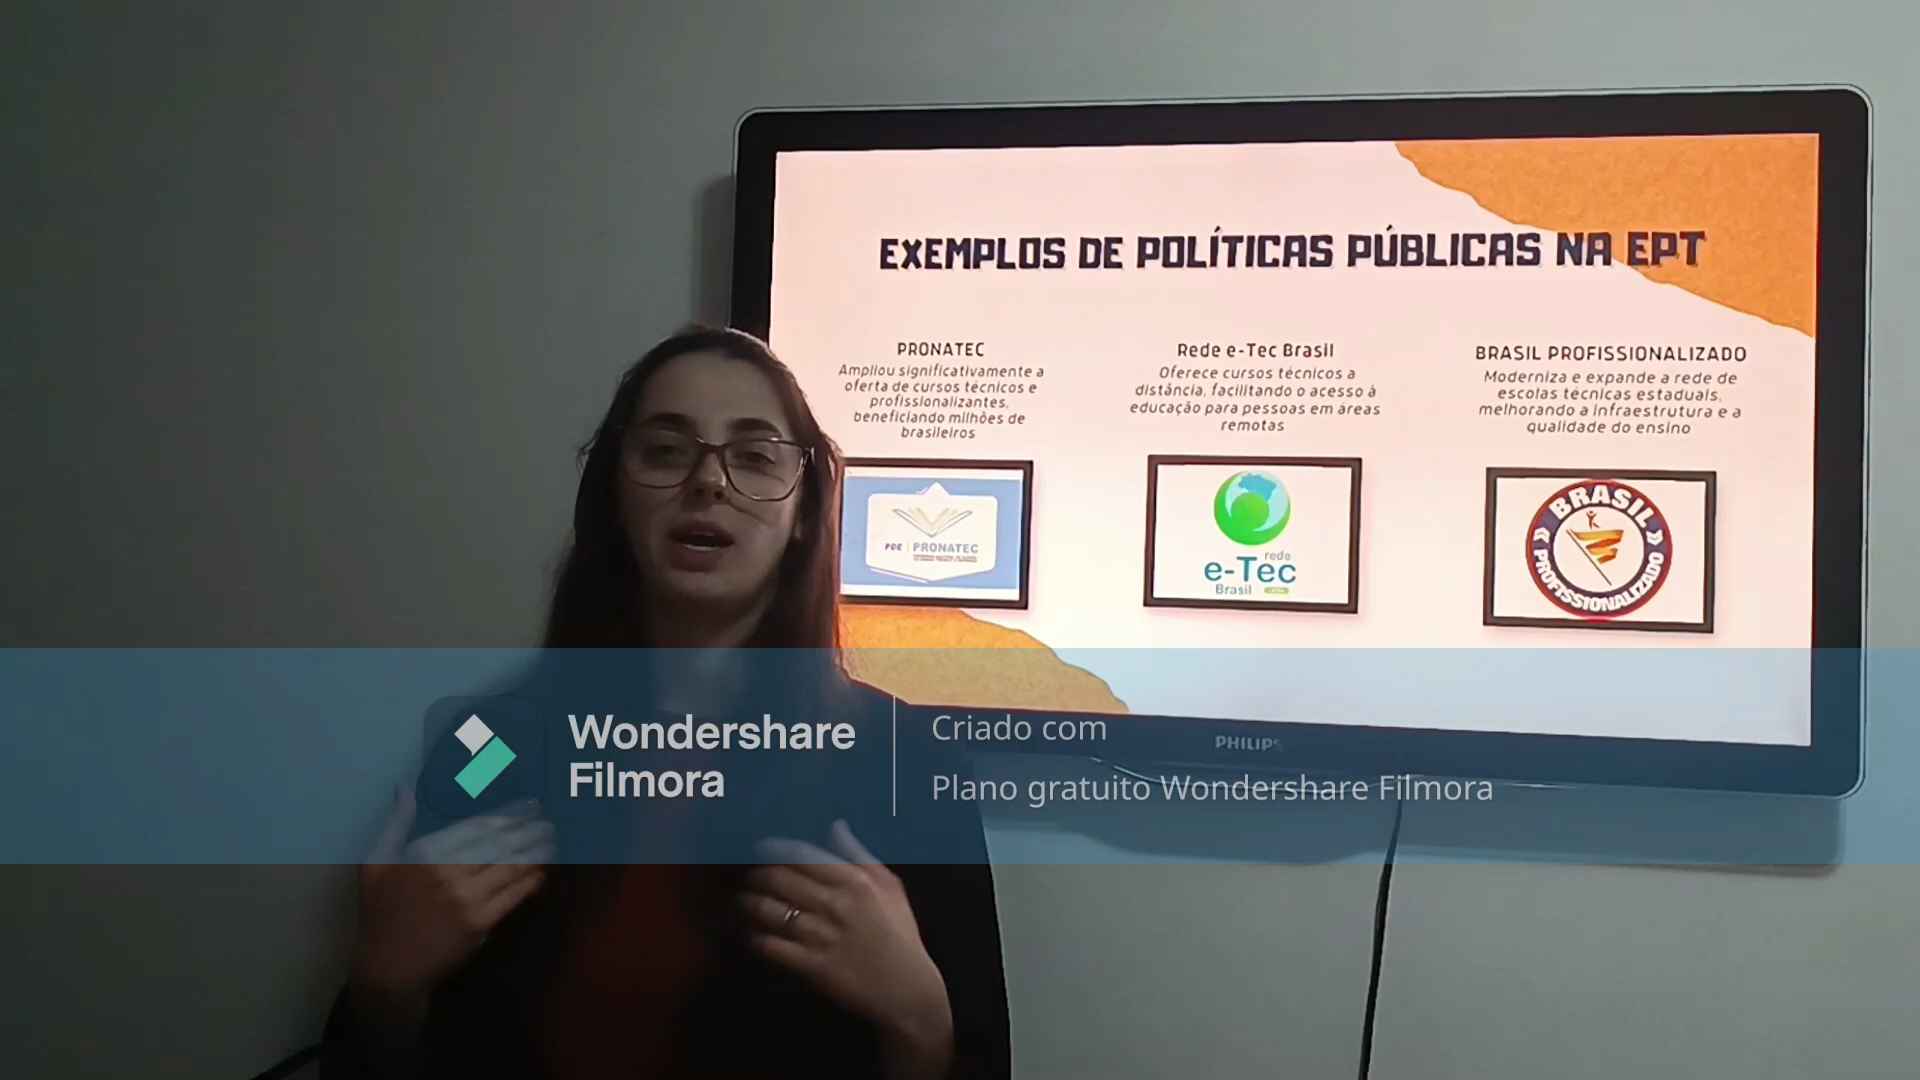 EXEMPLOS DE POLÍTICAS PÚBLICAS NA EPT
PRONATEC
Ampliou significativamente a
oferta de cursos técnicos e
profissionalizantes,
beneficiando milhões de
brasileiros
Rede e-Tec Brasil
Oferece cursos técnicos a
distância, facilitando o acesso à
educação para pessoas em áreas
remotas
BRASIL PROFISSIONALIZADO
Moderniza e expande a rede de
escolas técnicas estaduais,
melhorando a infraestrutura e a
qualidade do ensino
PDE | PRONATEC
rede
e-Tec
Brasil
BRASIL
PROFISSIONALIZADO
PHILIPS
Wondershare
Filmora
Criado com
Plano gratuito Wondershare Filmora